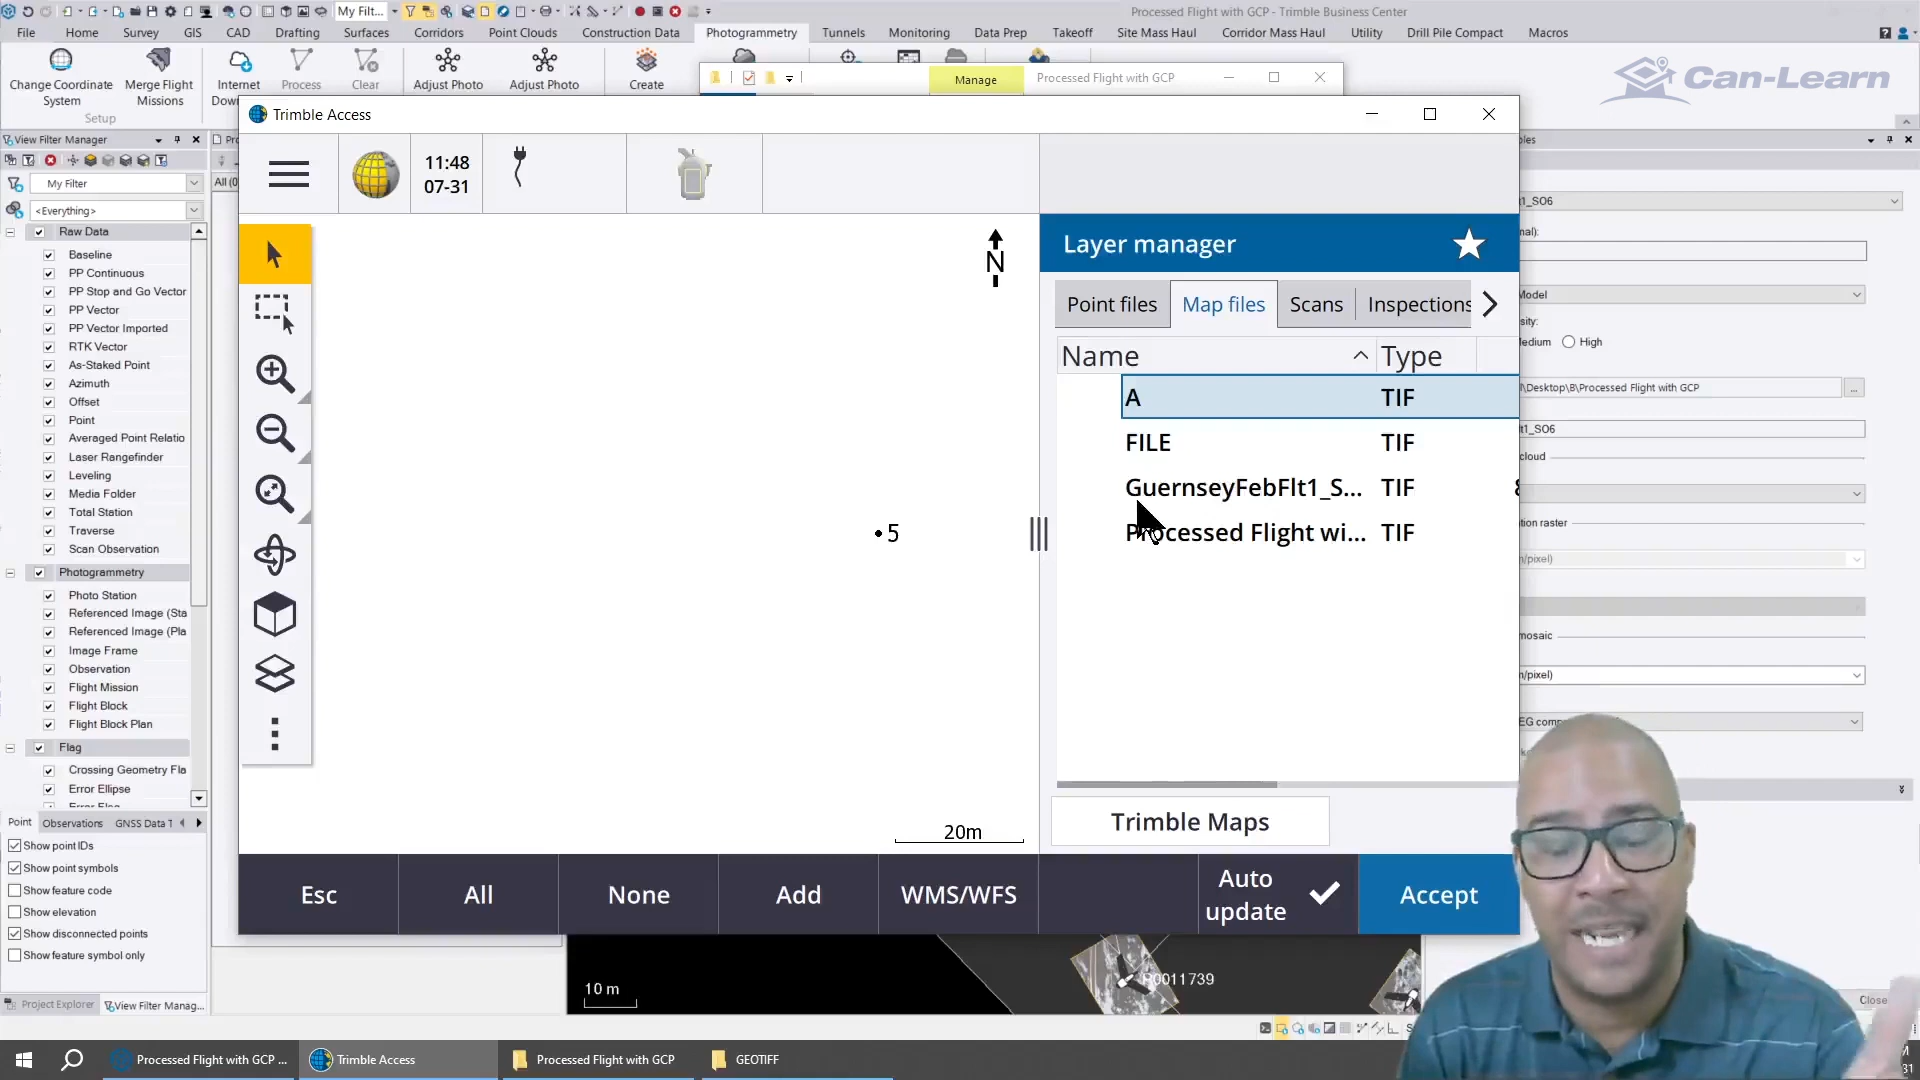 My Filt...
Processed Flight with GCP - Trimble Business Center
File Home Survey GIS CAD Drafting Surfaces Corridors Point Clouds Construction Data Photogrammetry Tunnels Monitoring Data Prep Takeoff Site Mass Haul Corridor Mass Haul Utility Drill Pile Compact Macros
Change Coordinate System
Merge Flight Missions
Internet
Process
Clear
Adjust Photo
Adjust Photo
Create
Setup
Manage
Processed Flight with GCP
Can-Learn
View Filter Manager
My Filter
<Everything>
Raw Data
Baseline
PP Continuous
PP Stop and Go Vector
PP Vector
PP Vector Imported
RTK Vector
As-Staked Point
Azimuth
Offset
Point
Averaged Point Relatio
Laser Rangefinder
Leveling
Media Folder
Total Station
Traverse
Scan Observation
Photogrammetry
Photo Station
Referenced Image (Sta
Referenced Image (Pla
Image Frame
Observation
Flight Mission
Flight Block
Flight Block Plan
Flag
Crossing Geometry Fla
Error Ellipse
Point Observations GNSS Data T
Show point IDs
Show point symbols
Show feature code
Show elevation
Show disconnected points
Show feature symbol only
Project Explorer
View Filter Manag...
Trimble Access
11:48
07-31
N
5
20m
Layer manager
Point files Map files Scans Inspections
Name Type
A TIF
FILE TIF
GuernseyFebFlt1_S... TIF
Processed Flight wi... TIF
Trimble Maps
Esc All None Add WMS/WFS Auto update Accept
t1_SO6
Model
High
\Desktop\B\Processed Flight with GCP
...
t1_SO6
cloud
tion raster
mosaic
10 m
R0011739
Close
Processed Flight with GCP ...
Trimble Access
Processed Flight with GCP
GEOTIFF